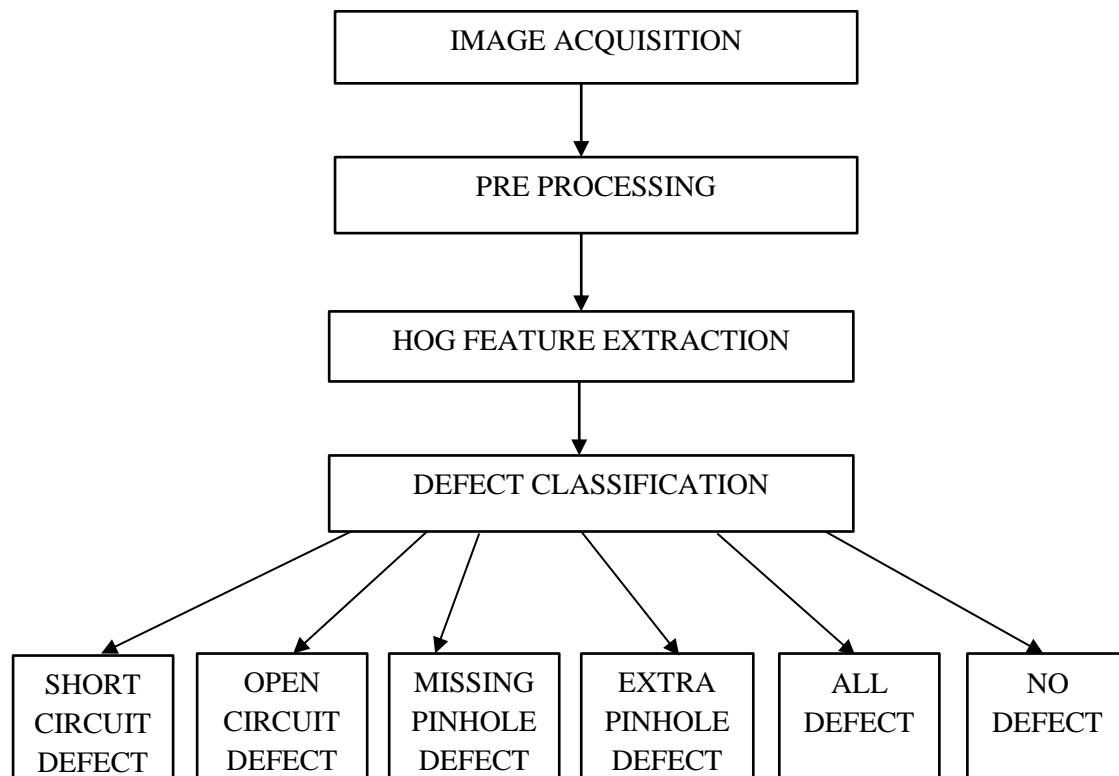 IMAGE ACQUISITION
PRE PROCESSING
HOG FEATURE EXTRACTION
DEFECT CLASSIFICATION
SHORT
CIRCUIT
DEFECT
OPEN
CIRCUIT
DEFECT
MISSING
PINHOLE
DEFECT
EXTRA
PINHOLE
DEFECT
ALL
DEFECT
NO
DEFECT